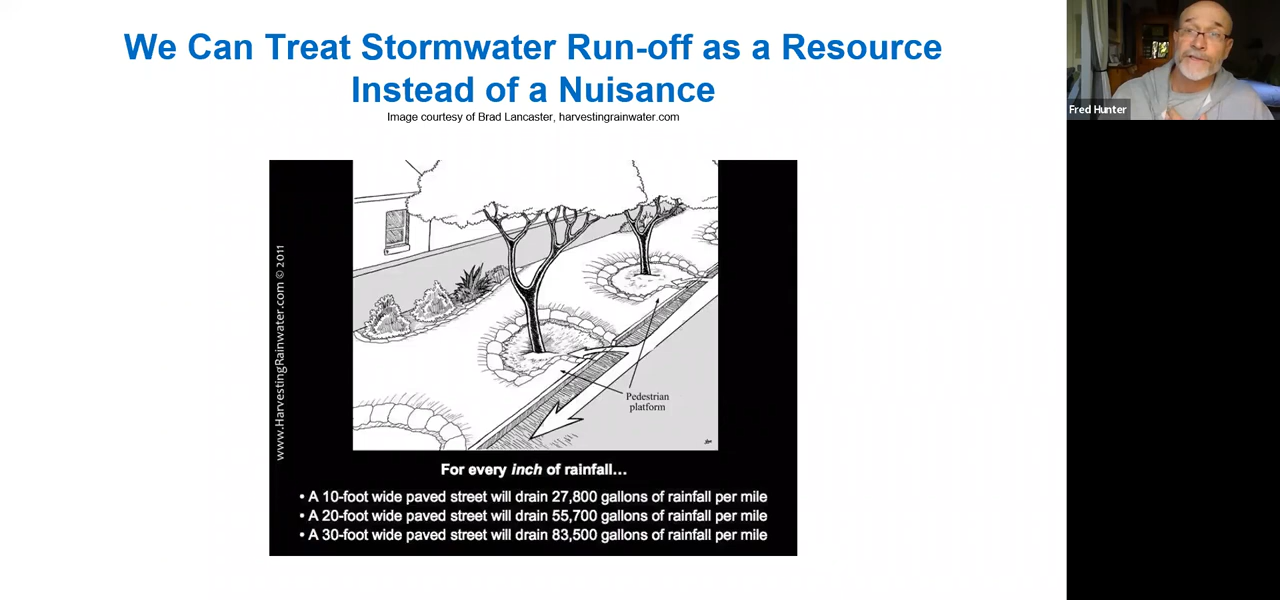 We Can Treat Stormwater Run-off as a Resource
Instead of a Nuisance
Image courtesy of Brad Lancaster, harvestingrainwater.com
Fred Hunter
www.HarvestingRainwater.com © 2011
Pedestrian
platform
For every inch of rainfall...
• A 10-foot wide paved street will drain 27,800 gallons of rainfall per mile
• A 20-foot wide paved street will drain 55,700 gallons of rainfall per mile
• A 30-foot wide paved street will drain 83,500 gallons of rainfall per mile